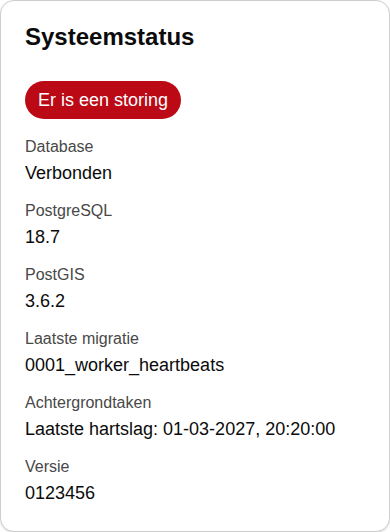 Systeemstatus
Er is een storing
Database
Verbonden
PostgreSQL
18.7
PostGIS
3.6.2
Laatste migratie
0001_worker_heartbeats
Achtergrondtaken
Laatste hartslag: 01-03-2027, 20:20:00
Versie
0123456